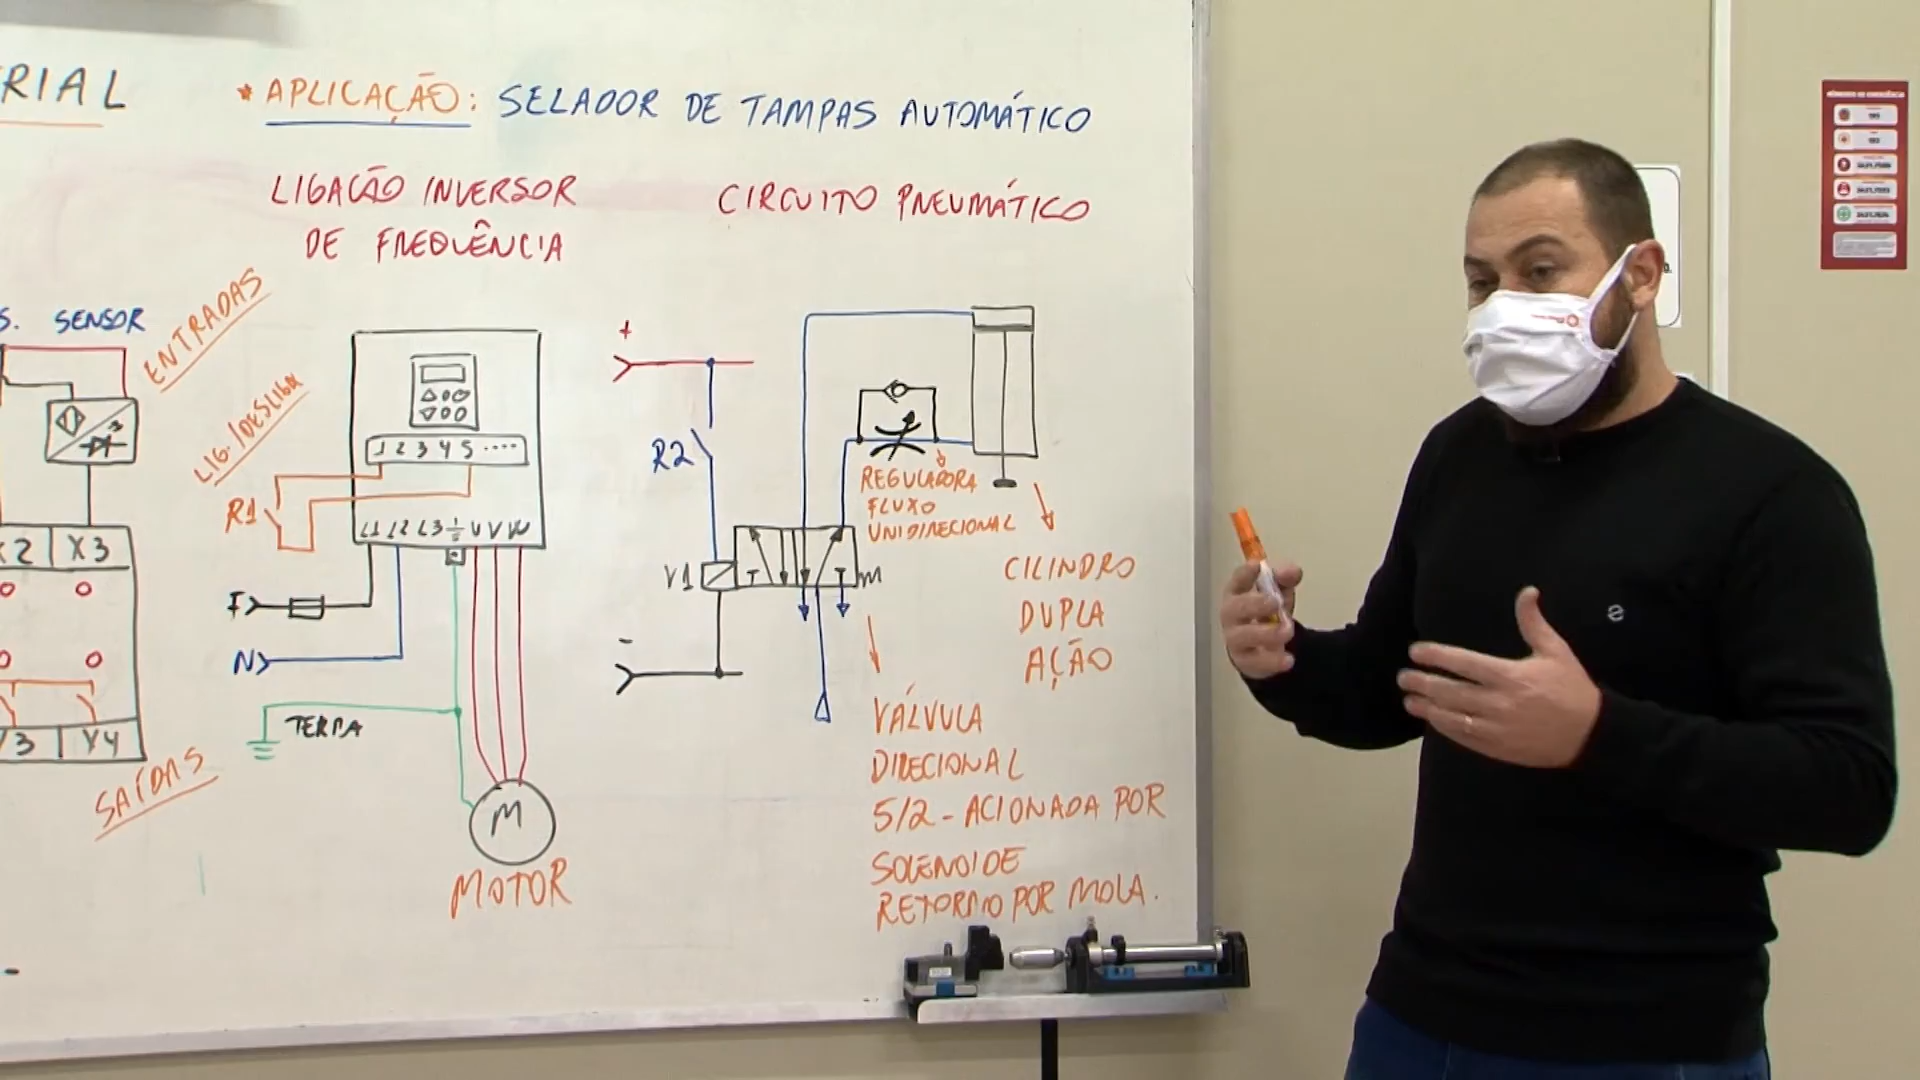 RIAL
* APLICAÇÃO: SELADOR DE TAMPAS AUTOMÁTICO
LIGAÇÃO INVERSOR
DE FREQUÊNCIA
CIRCUITO PNEUMÁTICO
S. SENSOR
ENTRADAS
LIG./DESLIGA
1 2 3 4 5 ....
R1
L1 L2 L3 U V W
X2 X3
F
N
TERRA
3 Y4
SAÍDAS
M
MOTOR
+
R2
V1
M
-
REGULADORA
FLUXO
UNIDIRECIONAL
CILINDRO
DUPLA
AÇÃO
VÁLVULA
DIRECIONAL
5/2 - ACIONADA POR
SOLENOIDE
RETORNO POR MOLA.